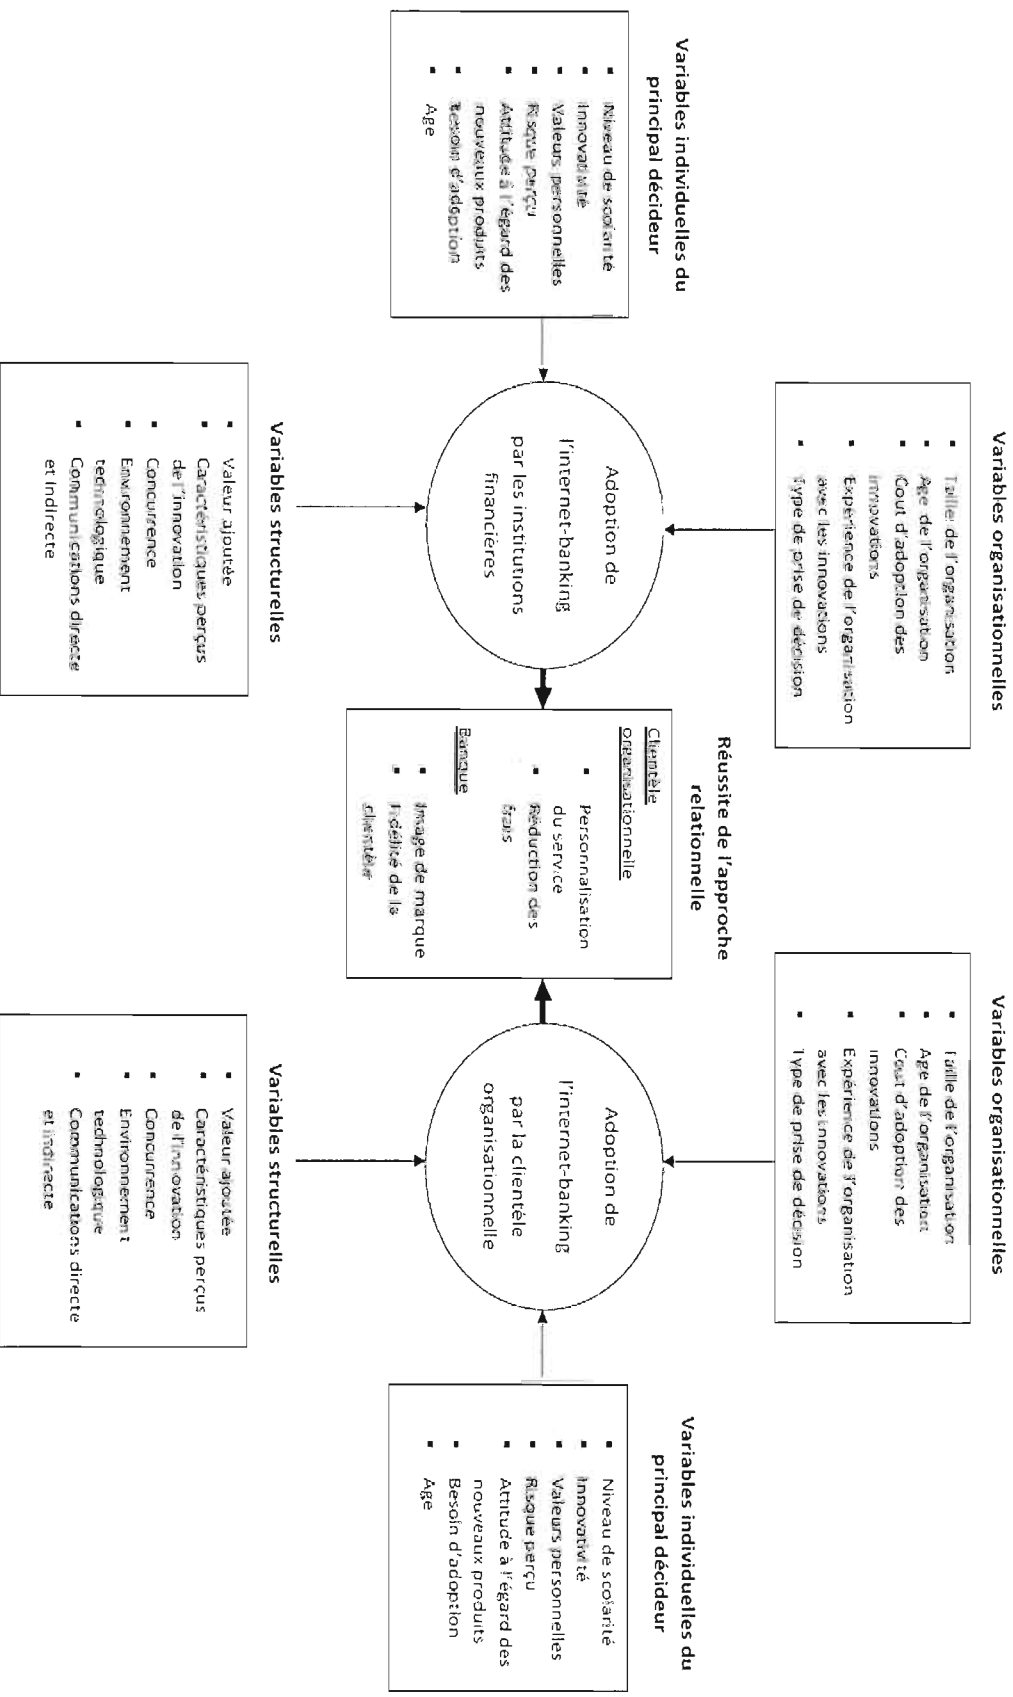 Variables organisationnelles
Taille de l'organisation
Age de l'organisation
Cout d'adoption des
innovations
Expérience de l'organisation
avec les innovations
Type de prise de décision
Variables organisationnelles
Taille de l'organisation
Age de l'organisation
Cout d'adoption des
innovations
Expérience de l'organisation
avec les innovations
Type de prise de décision
Variables individuelles du
principal décideur
Niveau de scolarité
Innovativité
Valeurs personnelles
Risque perçu
Attitude à l'égard des
nouveaux produits
Besoin d'adoption
Age
Adoption de
l'internet-banking
par les institutions
financières
Réussite de l'approche
relationnelle
Clientèle
organisationnelle
Personnalisation
du service
Réduction des
frais
Banque
Image de marque
Fidélité de la
clientèle
Adoption de
l'internet-banking
par la clientèle
organisationnelle
Variables individuelles du
principal décideur
Niveau de scolarité
Innovativité
Valeurs personnelles
Risque perçu
Attitude à l'égard des
nouveaux produits
Besoin d'adoption
Age
Variables structurelles
Valeur ajoutée
Caractéristiques perçus
de l'innovation
Concurrence
Environnement
technologique
Communications directe
et Indirecte
Variables structurelles
Valeur ajoutée
Caractéristiques perçus
de l'innovation
Concurrence
Environnement
technologique
Communications directe
et indirecte